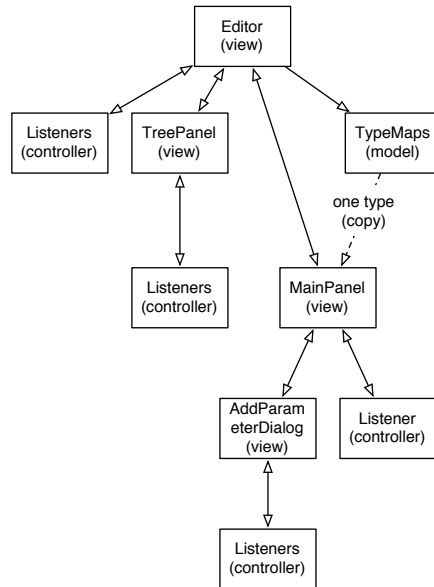 Editor
(view)
Listeners
(controller)
TreePanel
(view)
TypeMaps
(model)
one type
(copy)
Listeners
(controller)
MainPanel
(view)
AddParam
eterDialog
(view)
Listener
(controller)
Listeners
(controller)